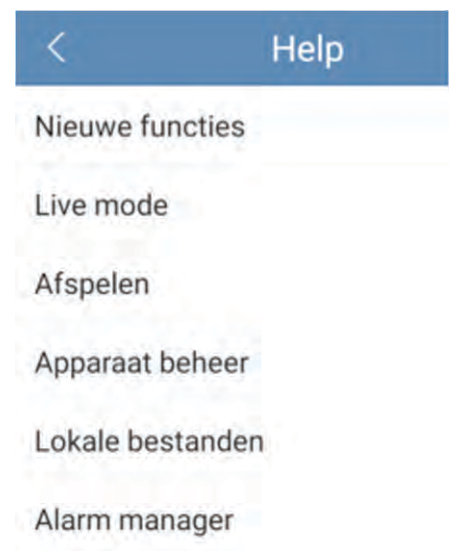 Help
Nieuwe functies
Live mode
Afspelen
Apparaat beheer
Lokale bestanden
Alarm manager